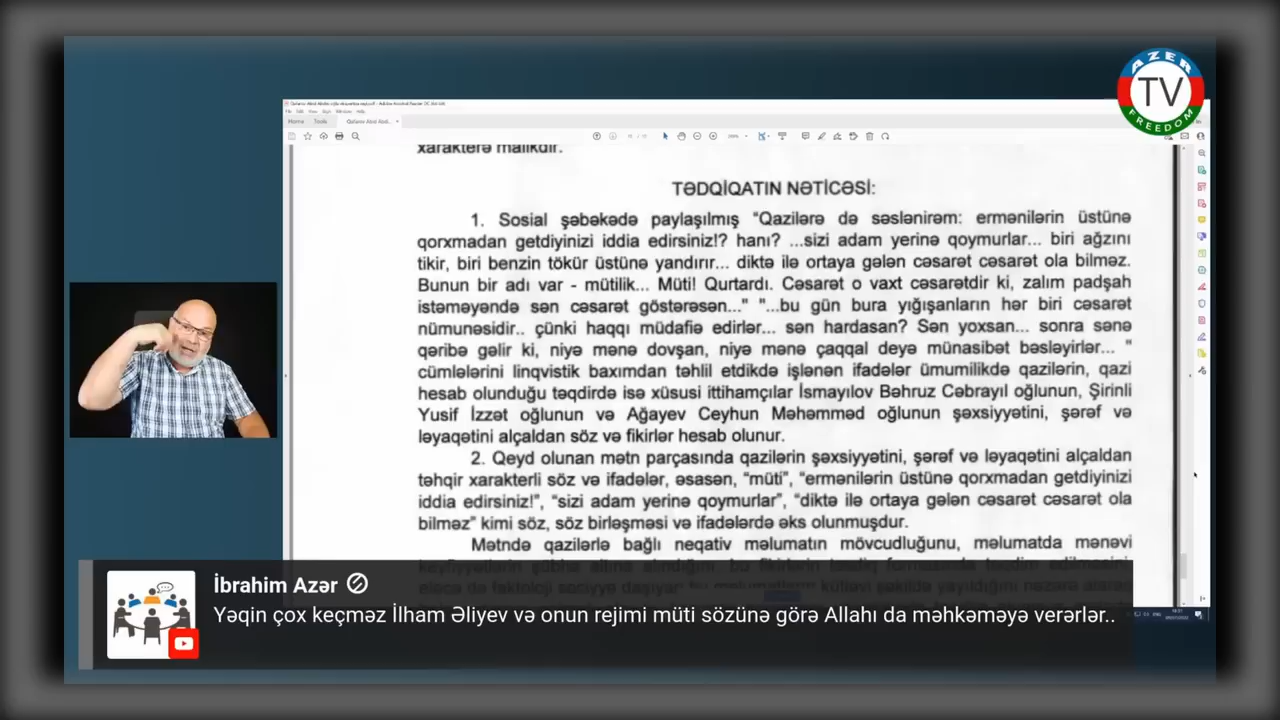 AZER
TV
FREEDOM
Home Tools
xarakterə malikdir.
TƏDQİQATIN NƏTİCƏSİ:
1. Sosial şəbəkədə paylaşılmış “Qazilərə də səslənirəm: ermənilərin üstünə
qorxmadan getdiyinizi iddia edirsiniz!? hanı? ...sizi adam yerinə qoymurlar... biri ağzını
tikir, biri benzin tökür üstünə yandırır... diktə ilə ortaya gələn cəsarət cəsarət ola bilməz.
Bunun bir adı var - mütilik... Müti! Qurtardı. Cəsarət o vaxt cəsarətdir ki, zalım padşah
istəməyəndə sən cəsarət göstərəsən..." "...bu gün bura yığışanların hər biri cəsarət
nümunəsidir.. çünki haqqı müdafiə edirlər... sən hardasan? Sən yoxsan... sonra sənə
qəribə gəlir ki, niyə mənə dovşan, niyə mənə çaqqal deyə münasibət bəsləyirlər... "
cümlələrini linqvistik baxımdan təhlil etdikdə işlənən ifadələr ümumilikdə qazilərin, qazi
hesab olunduğu təqdirdə isə xüsusi ittihamçılar İsmayılov Bəhruz Cəbrayıl oğlunun, Şirinli
Yusif İzzət oğlunun və Ağayev Ceyhun Məhəmməd oğlunun şəxsiyyətini, şərəf və
ləyaqətini alçaldan söz və fikirlər hesab olunur.
2. Qeyd olunan mətn parçasında qazilərin şəxsiyyətini, şərəf və ləyaqətini alçaldan
təhqir xarakterli söz və ifadələr, əsasən, “müti”, “ermənilərin üstünə qorxmadan getdiyinizi
iddia edirsiniz!”, “sizi adam yerinə qoymurlar”, “diktə ilə ortaya gələn cəsarət cəsarət ola
bilməz” kimi söz, söz birləşməsi və ifadələrdə əks olunmuşdur.
Mətndə qazilərlə bağlı neqativ məlumatın mövcudluğunu, məlumatda mənəvi
İbrahim Azər
Yəqin çox keçməz İlham Əliyev və onun rejimi müti sözünə görə Allahı da məhkəməyə verərlər..